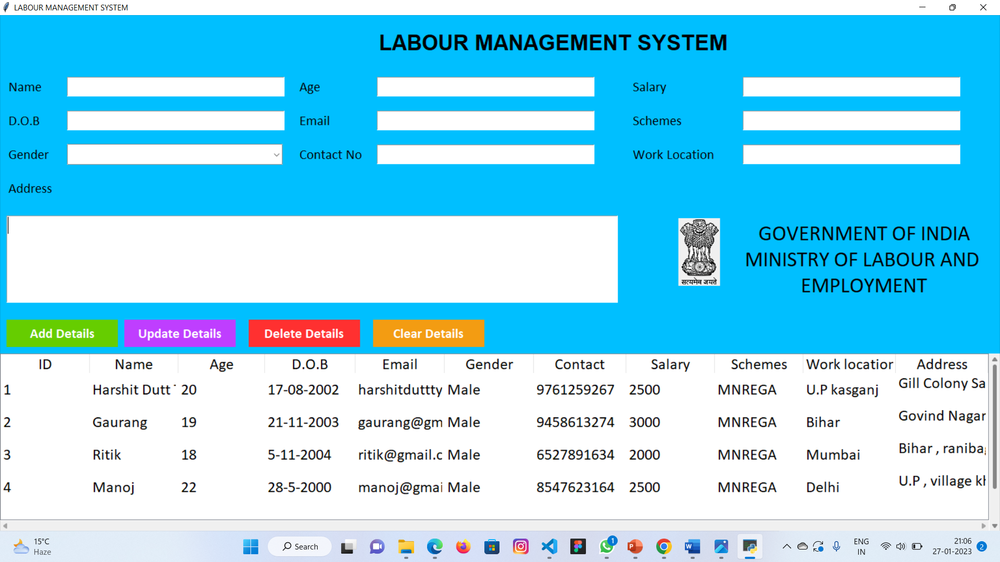 LABOUR MANAGEMENT SYSTEM
LABOUR MANAGEMENT SYSTEM
Name Age Salary
D.O.B Email Schemes
Gender Contact No Work Location
Address
GOVERNMENT OF INDIA
MINISTRY OF LABOUR AND
EMPLOYMENT
सत्यमेव जयते
Add Details Update Details Delete Details Clear Details
ID Name Age D.O.B Email Gender Contact Salary Schemes Work location Address
1 Harshit Dutt 20 17-08-2002 harshitduttty Male 9761259267 2500 MNREGA U.P kasganj Gill Colony Sa
2 Gaurang 19 21-11-2003 gaurang@gm Male 9458613274 3000 MNREGA Bihar Govind Nagar
3 Ritik 18 5-11-2004 ritik@gmail.c Male 6527891634 2000 MNREGA Mumbai Bihar , raniba
4 Manoj 22 28-5-2000 manoj@gmai Male 8547623164 2500 MNREGA Delhi U.P , village kh
15°C
Haze
Search
1
ENG
IN
21:06
27-01-2023
2